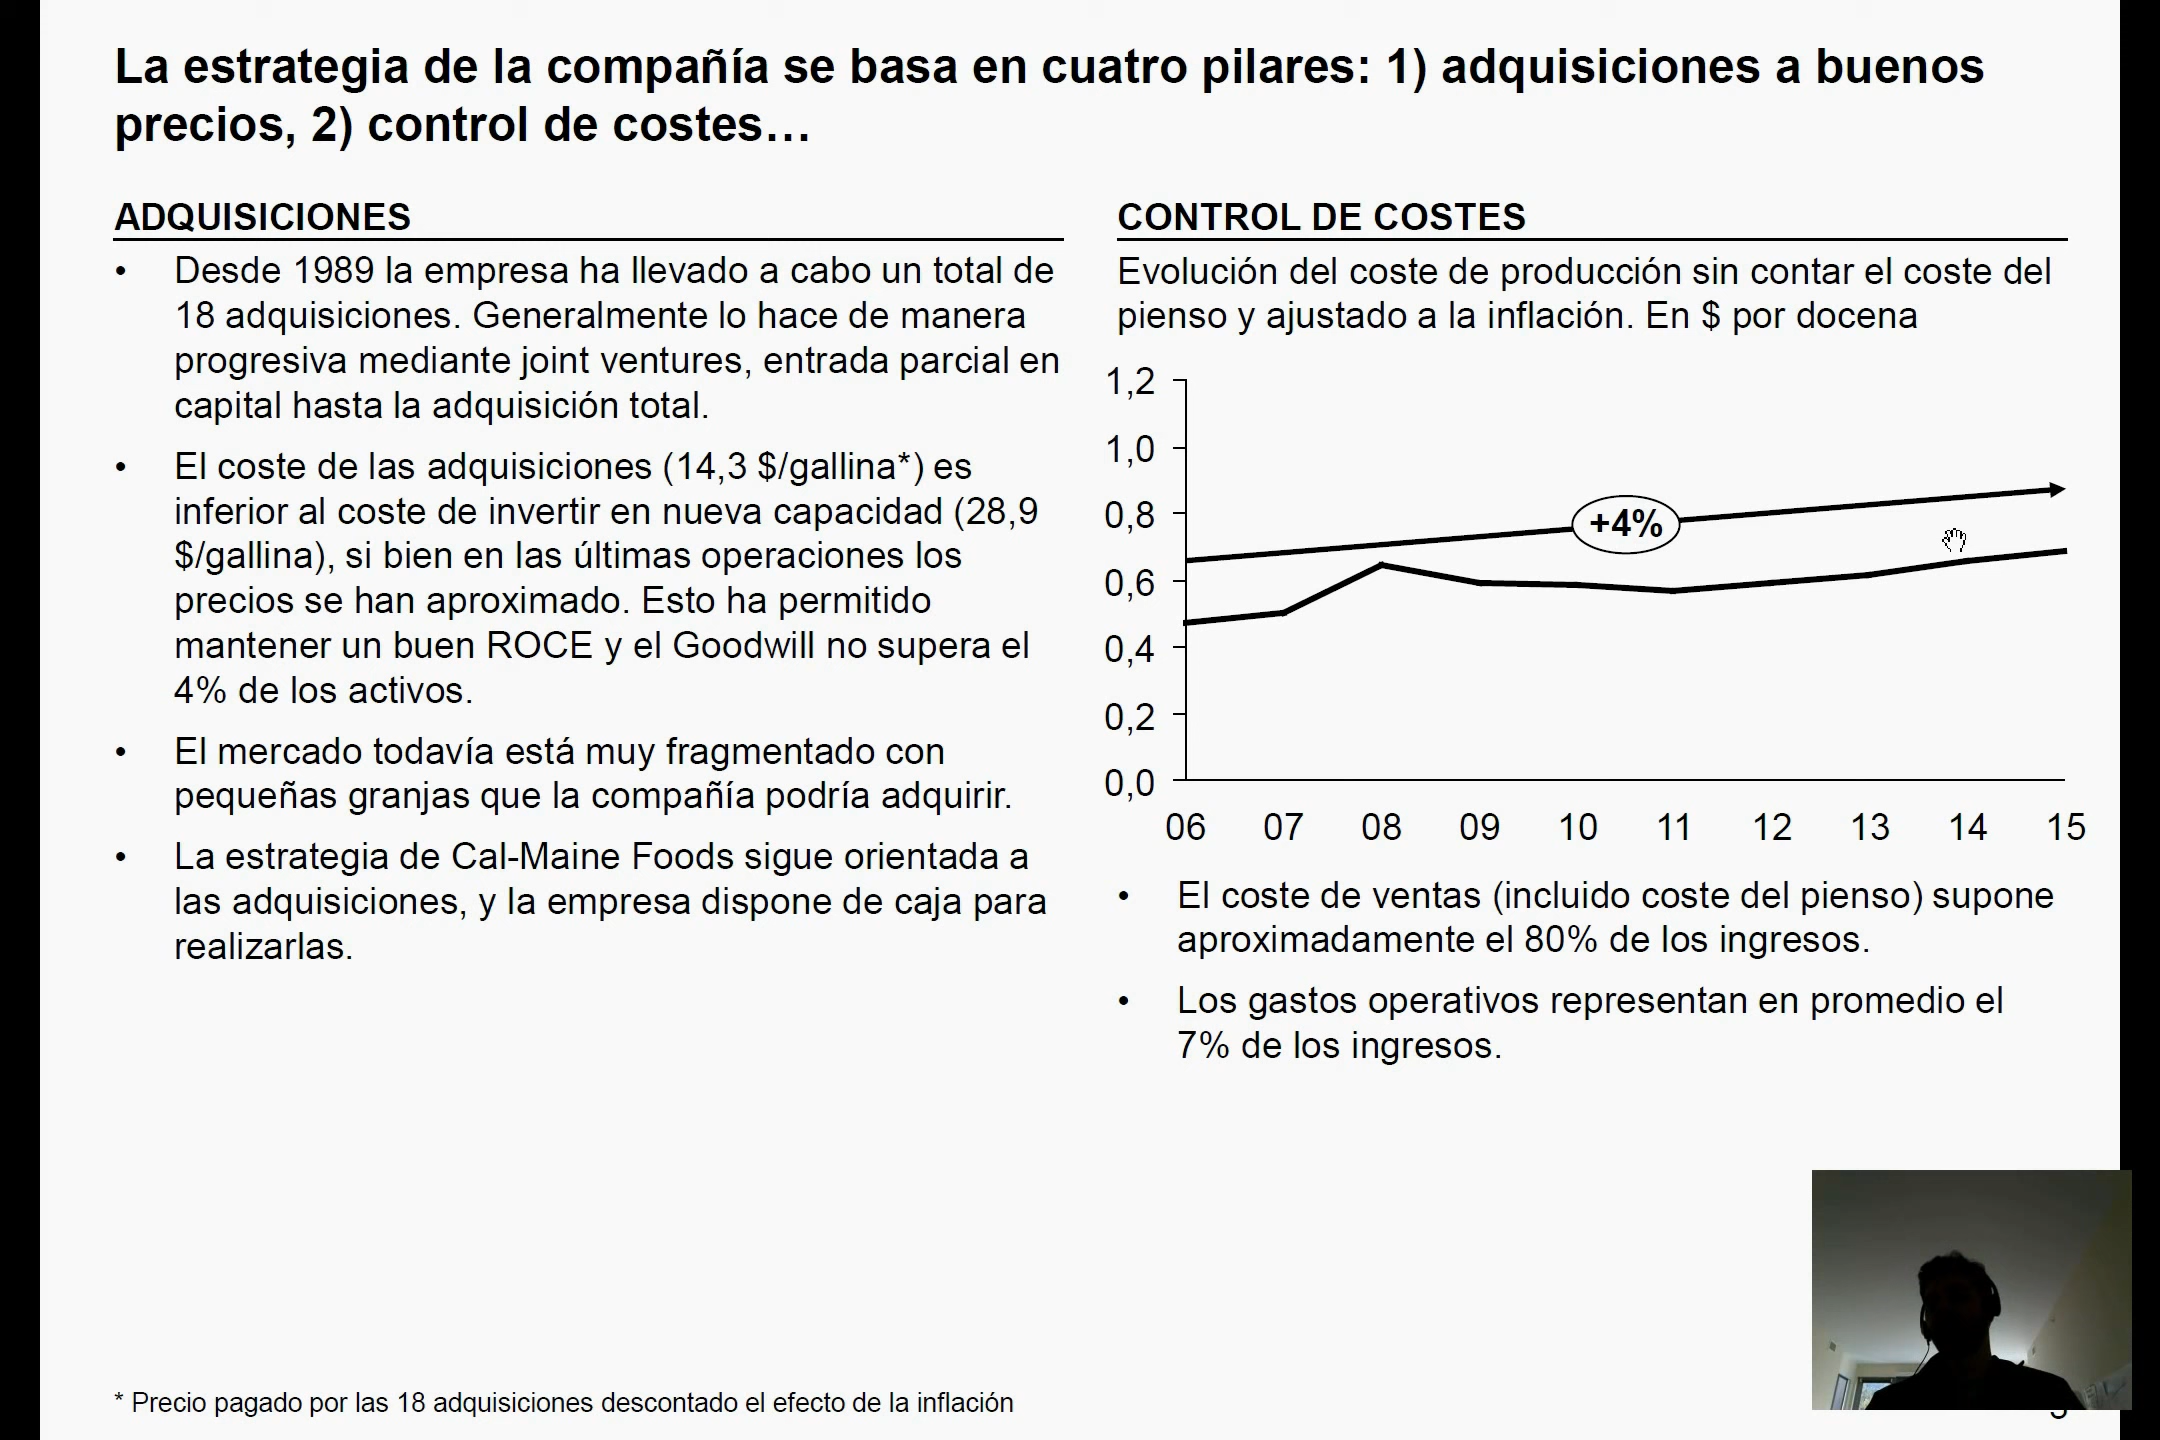 La estrategia de la compañía se basa en cuatro pilares: 1) adquisiciones a buenos
precios, 2) control de costes…
ADQUISICIONES
• Desde 1989 la empresa ha llevado a cabo un total de
18 adquisiciones. Generalmente lo hace de manera
progresiva mediante joint ventures, entrada parcial en
capital hasta la adquisición total.
• El coste de las adquisiciones (14,3 $/gallina*) es
inferior al coste de invertir en nueva capacidad (28,9
$/gallina), si bien en las últimas operaciones los
precios se han aproximado. Esto ha permitido
mantener un buen ROCE y el Goodwill no supera el
4% de los activos.
• El mercado todavía está muy fragmentado con
pequeñas granjas que la compañía podría adquirir.
• La estrategia de Cal-Maine Foods sigue orientada a
las adquisiciones, y la empresa dispone de caja para
realizarlas.
CONTROL DE COSTES
Evolución del coste de producción sin contar el coste del
pienso y ajustado a la inflación. En $ por docena
1,2
1,0
0,8
0,6
0,4
0,2
0,0
+4%
06 07 08 09 10 11 12 13 14 15
• El coste de ventas (incluido coste del pienso) supone
aproximadamente el 80% de los ingresos.
• Los gastos operativos representan en promedio el
7% de los ingresos.
* Precio pagado por las 18 adquisiciones descontado el efecto de la inflación